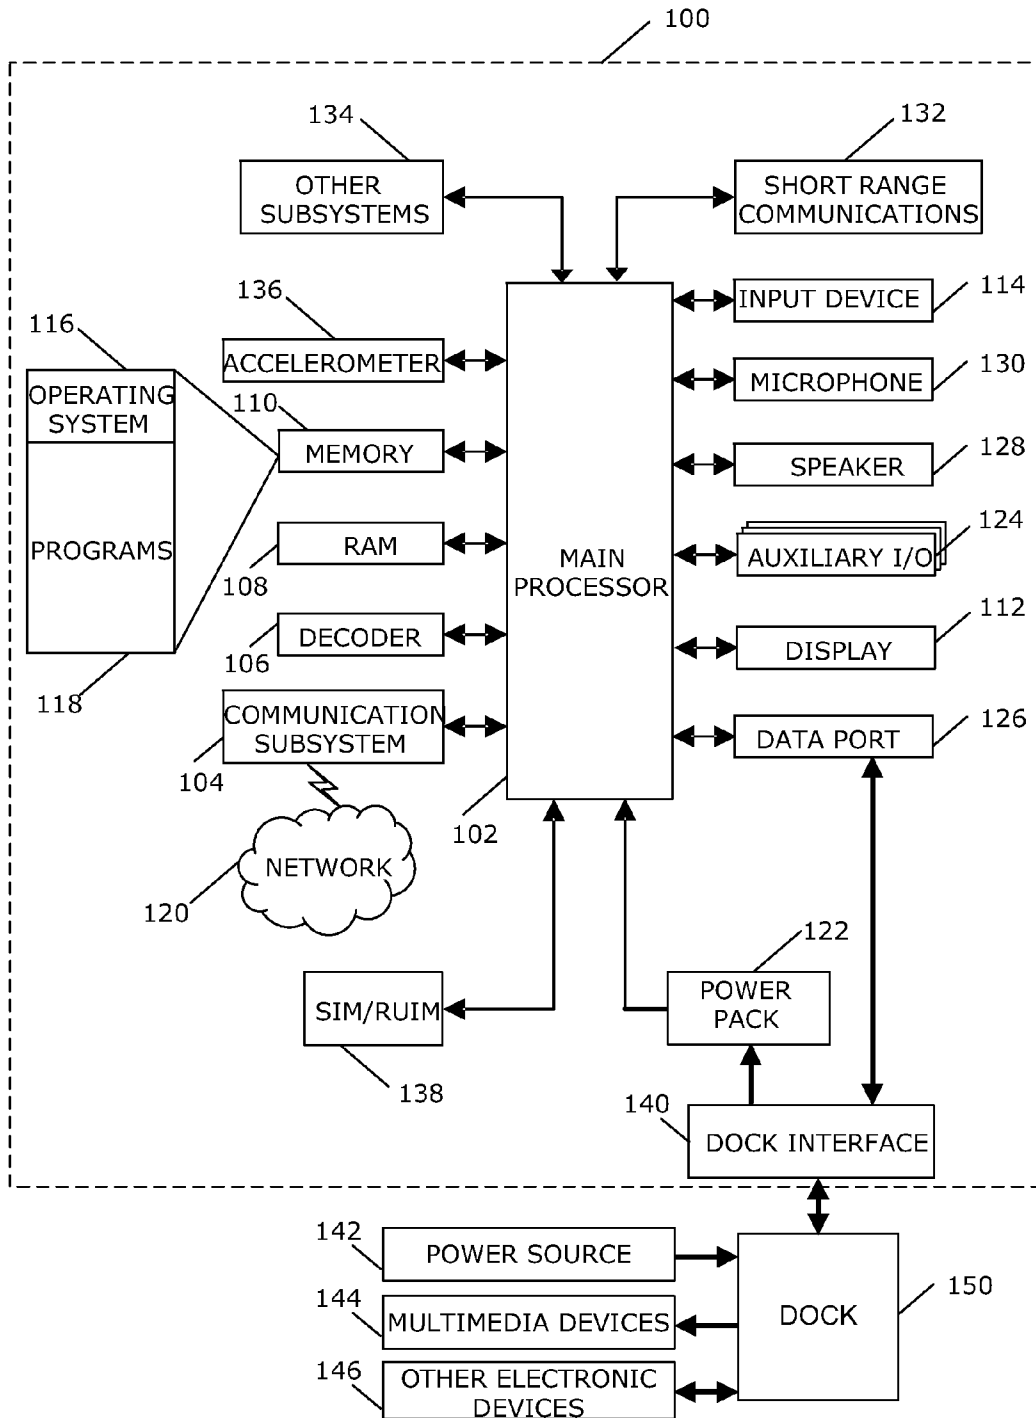 100
134
132
OTHER
SUBSYSTEMS
SHORT RANGE
COMMUNICATIONS
136
INPUT DEVICE
114
116
ACCELEROMETER
MICROPHONE
130
OPERATING
SYSTEM
110
MEMORY
SPEAKER
128
PROGRAMS
RAM
108
MAIN
PROCESSOR
AUXILIARY I/O
124
DECODER
106
DISPLAY
112
118
COMMUNICATION
SUBSYSTEM
104
DATA PORT
126
102
NETWORK
120
122
POWER
PACK
SIM/RUIM
138
140
DOCK INTERFACE
142
POWER SOURCE
144
MULTIMEDIA DEVICES
DOCK
150
146
OTHER ELECTRONIC
DEVICES